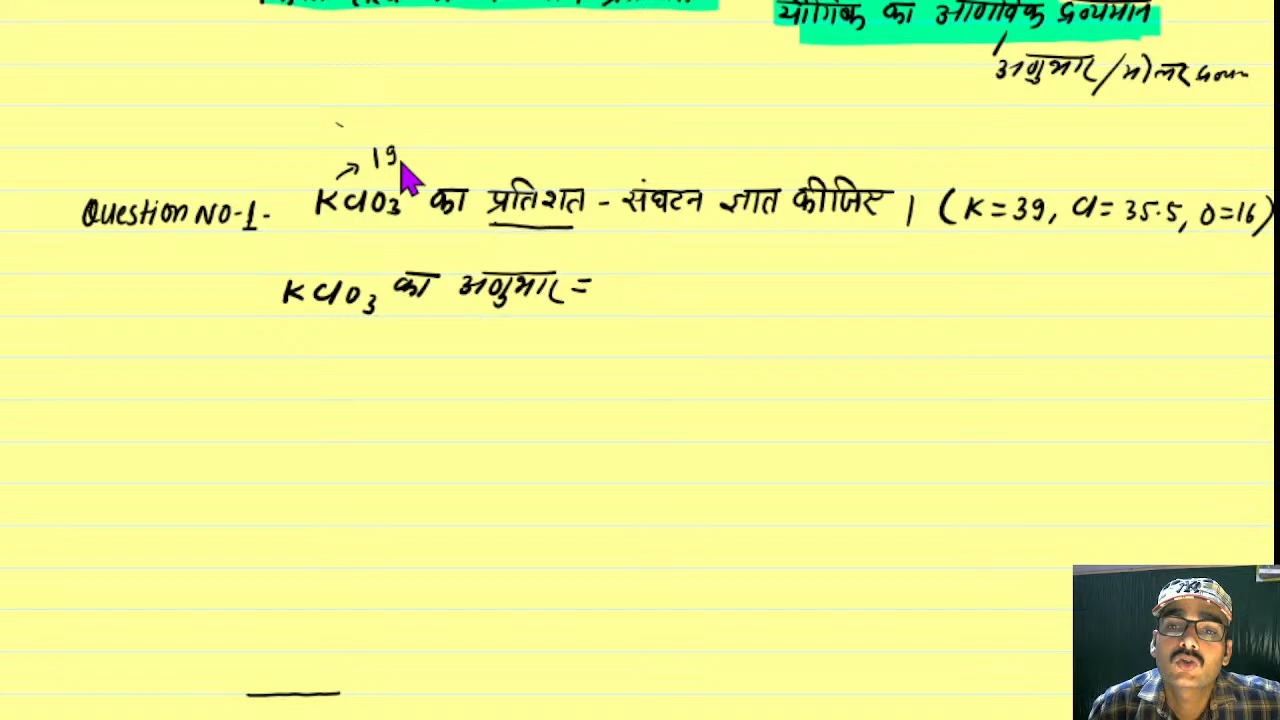 यौगिक का आणविक द्रव्यमान
अणुभार/मोलर
19
Question NO-1- KClO3 का प्रतिशत - संघटन ज्ञात कीजिए । (K=39, Cl=35.5, O=16)
KClO3 का अणुभार =